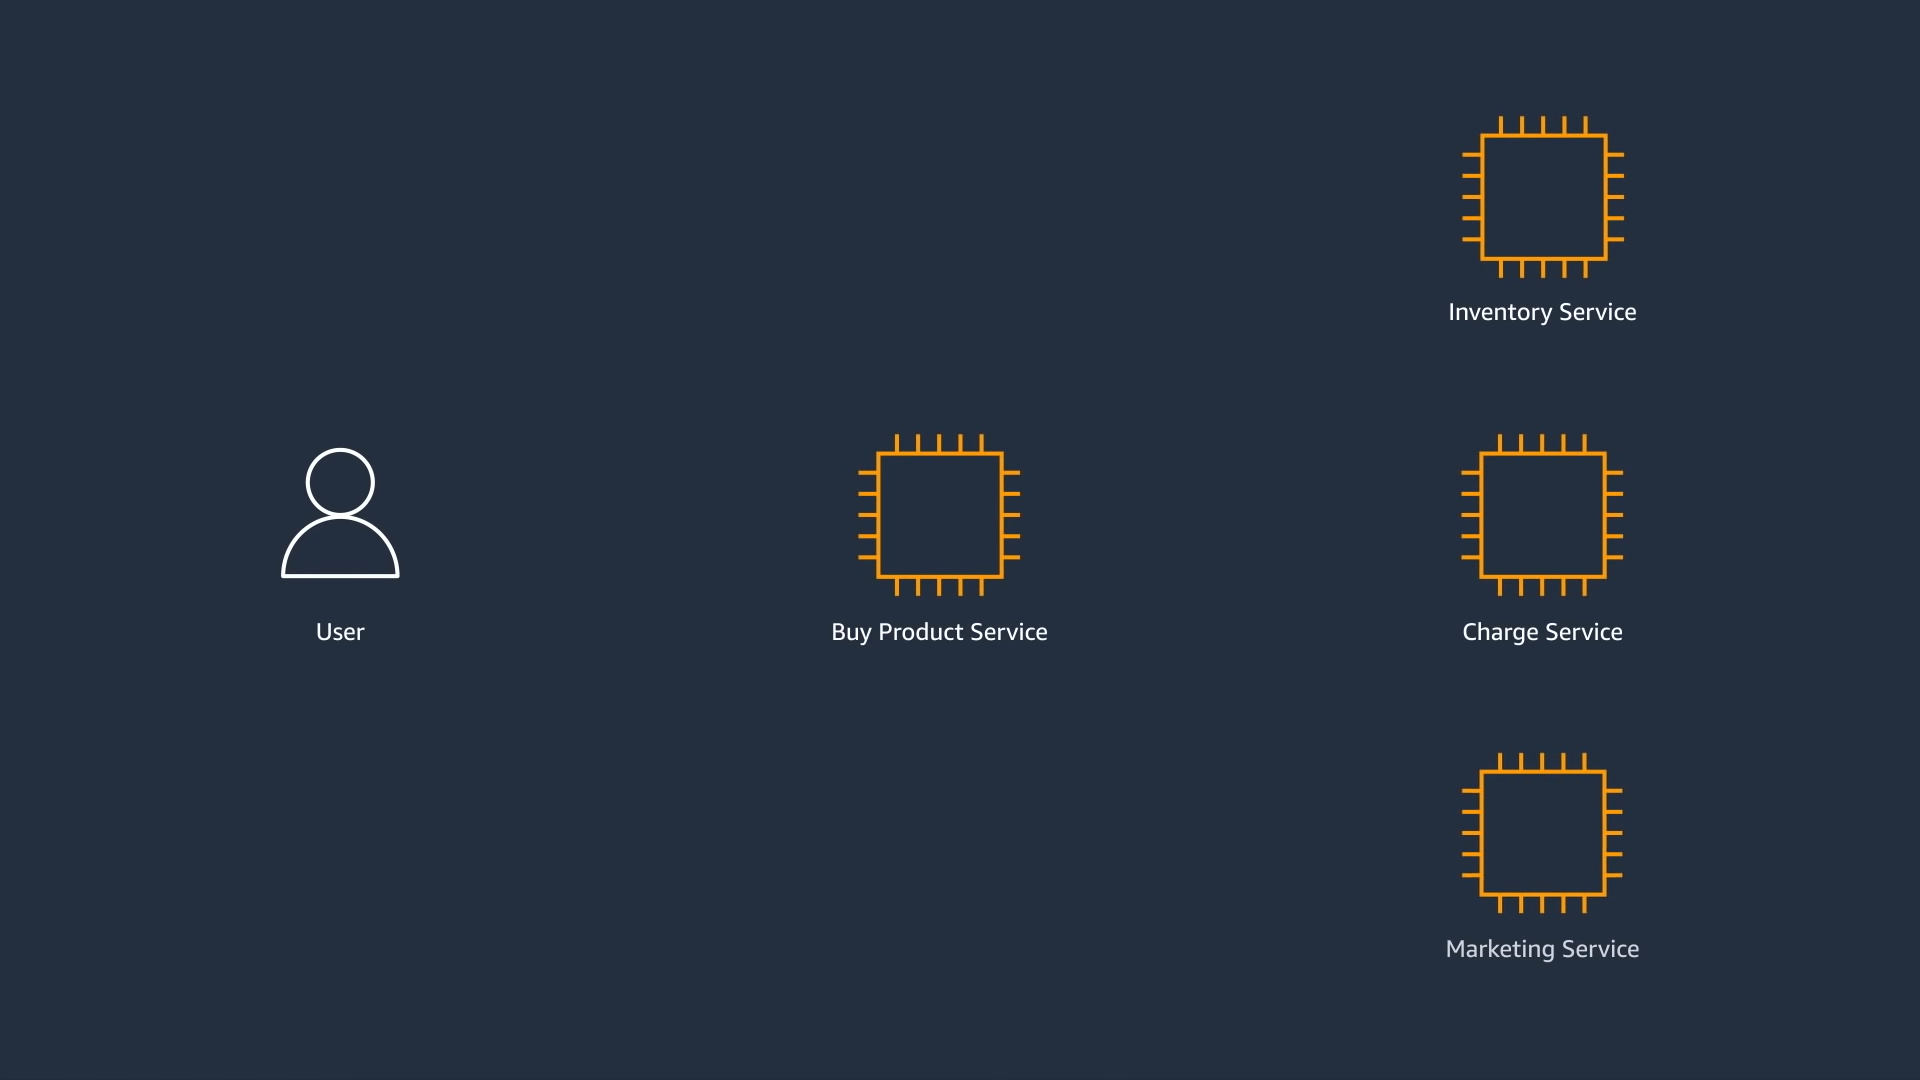 Inventory Service
User
Buy Product Service
Charge Service
Marketing Service